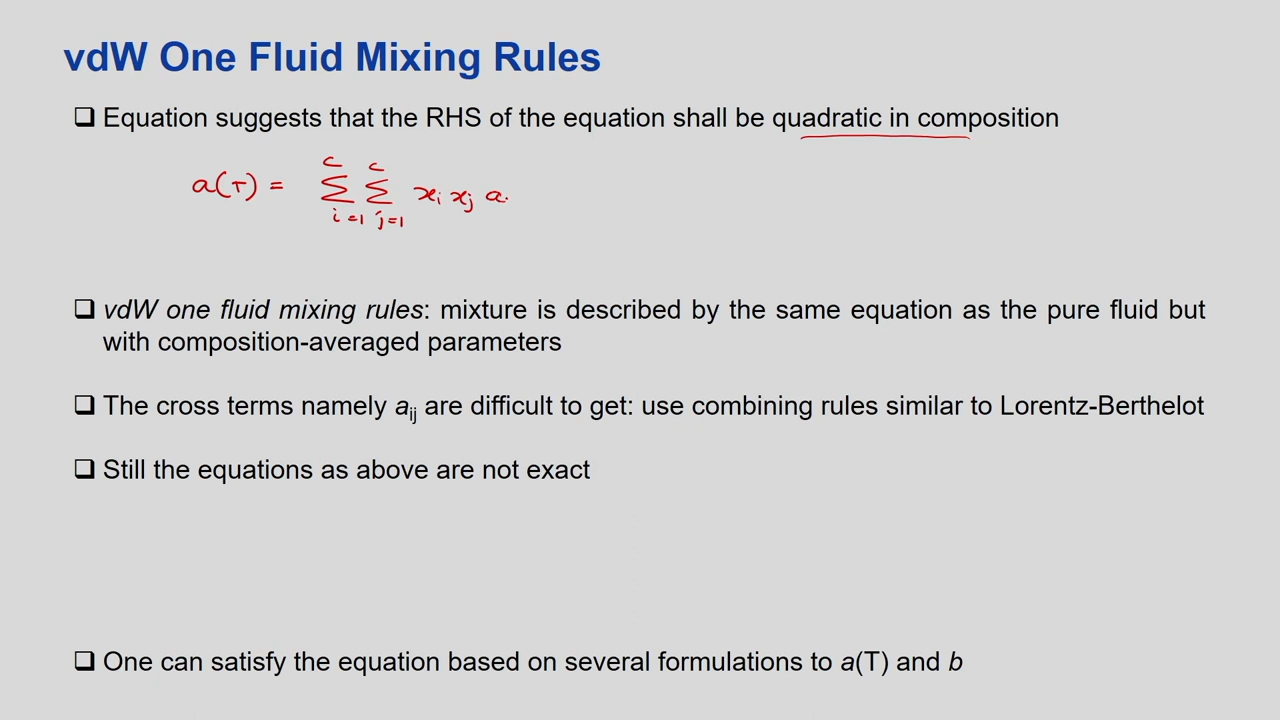 vdW One Fluid Mixing Rules
❑ Equation suggests that the RHS of the equation shall be quadratic in composition
a(T) = ∑_{i=1}^{c} ∑_{j=1}^{c} x_i x_j a
❑ vdW one fluid mixing rules: mixture is described by the same equation as the pure fluid but
with composition-averaged parameters
❑ The cross terms namely a_ij are difficult to get: use combining rules similar to Lorentz-Berthelot
❑ Still the equations as above are not exact
❑ One can satisfy the equation based on several formulations to a(T) and b